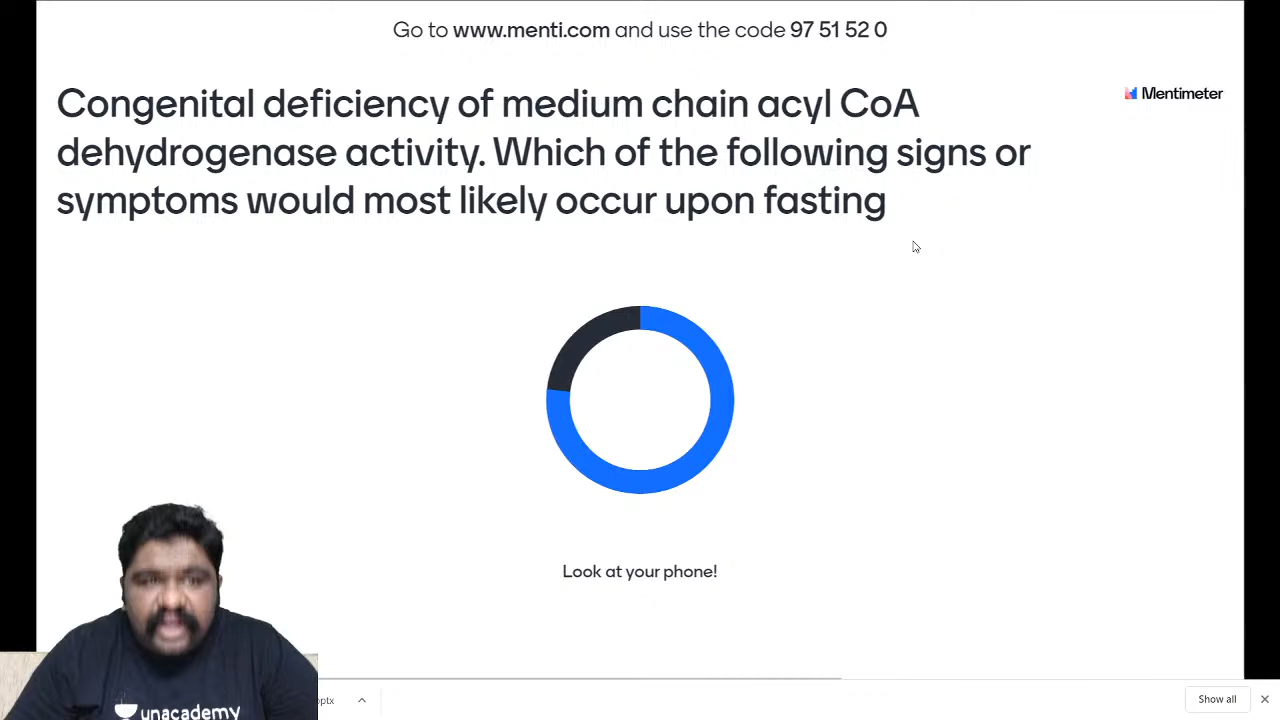 Go to www.menti.com and use the code 97 51 52 0
Congenital deficiency of medium chain acyl CoA
dehydrogenase activity. Which of the following signs or
symptoms would most likely occur upon fasting
Mentimeter
Look at your phone!
unacademy
pptx
Show all